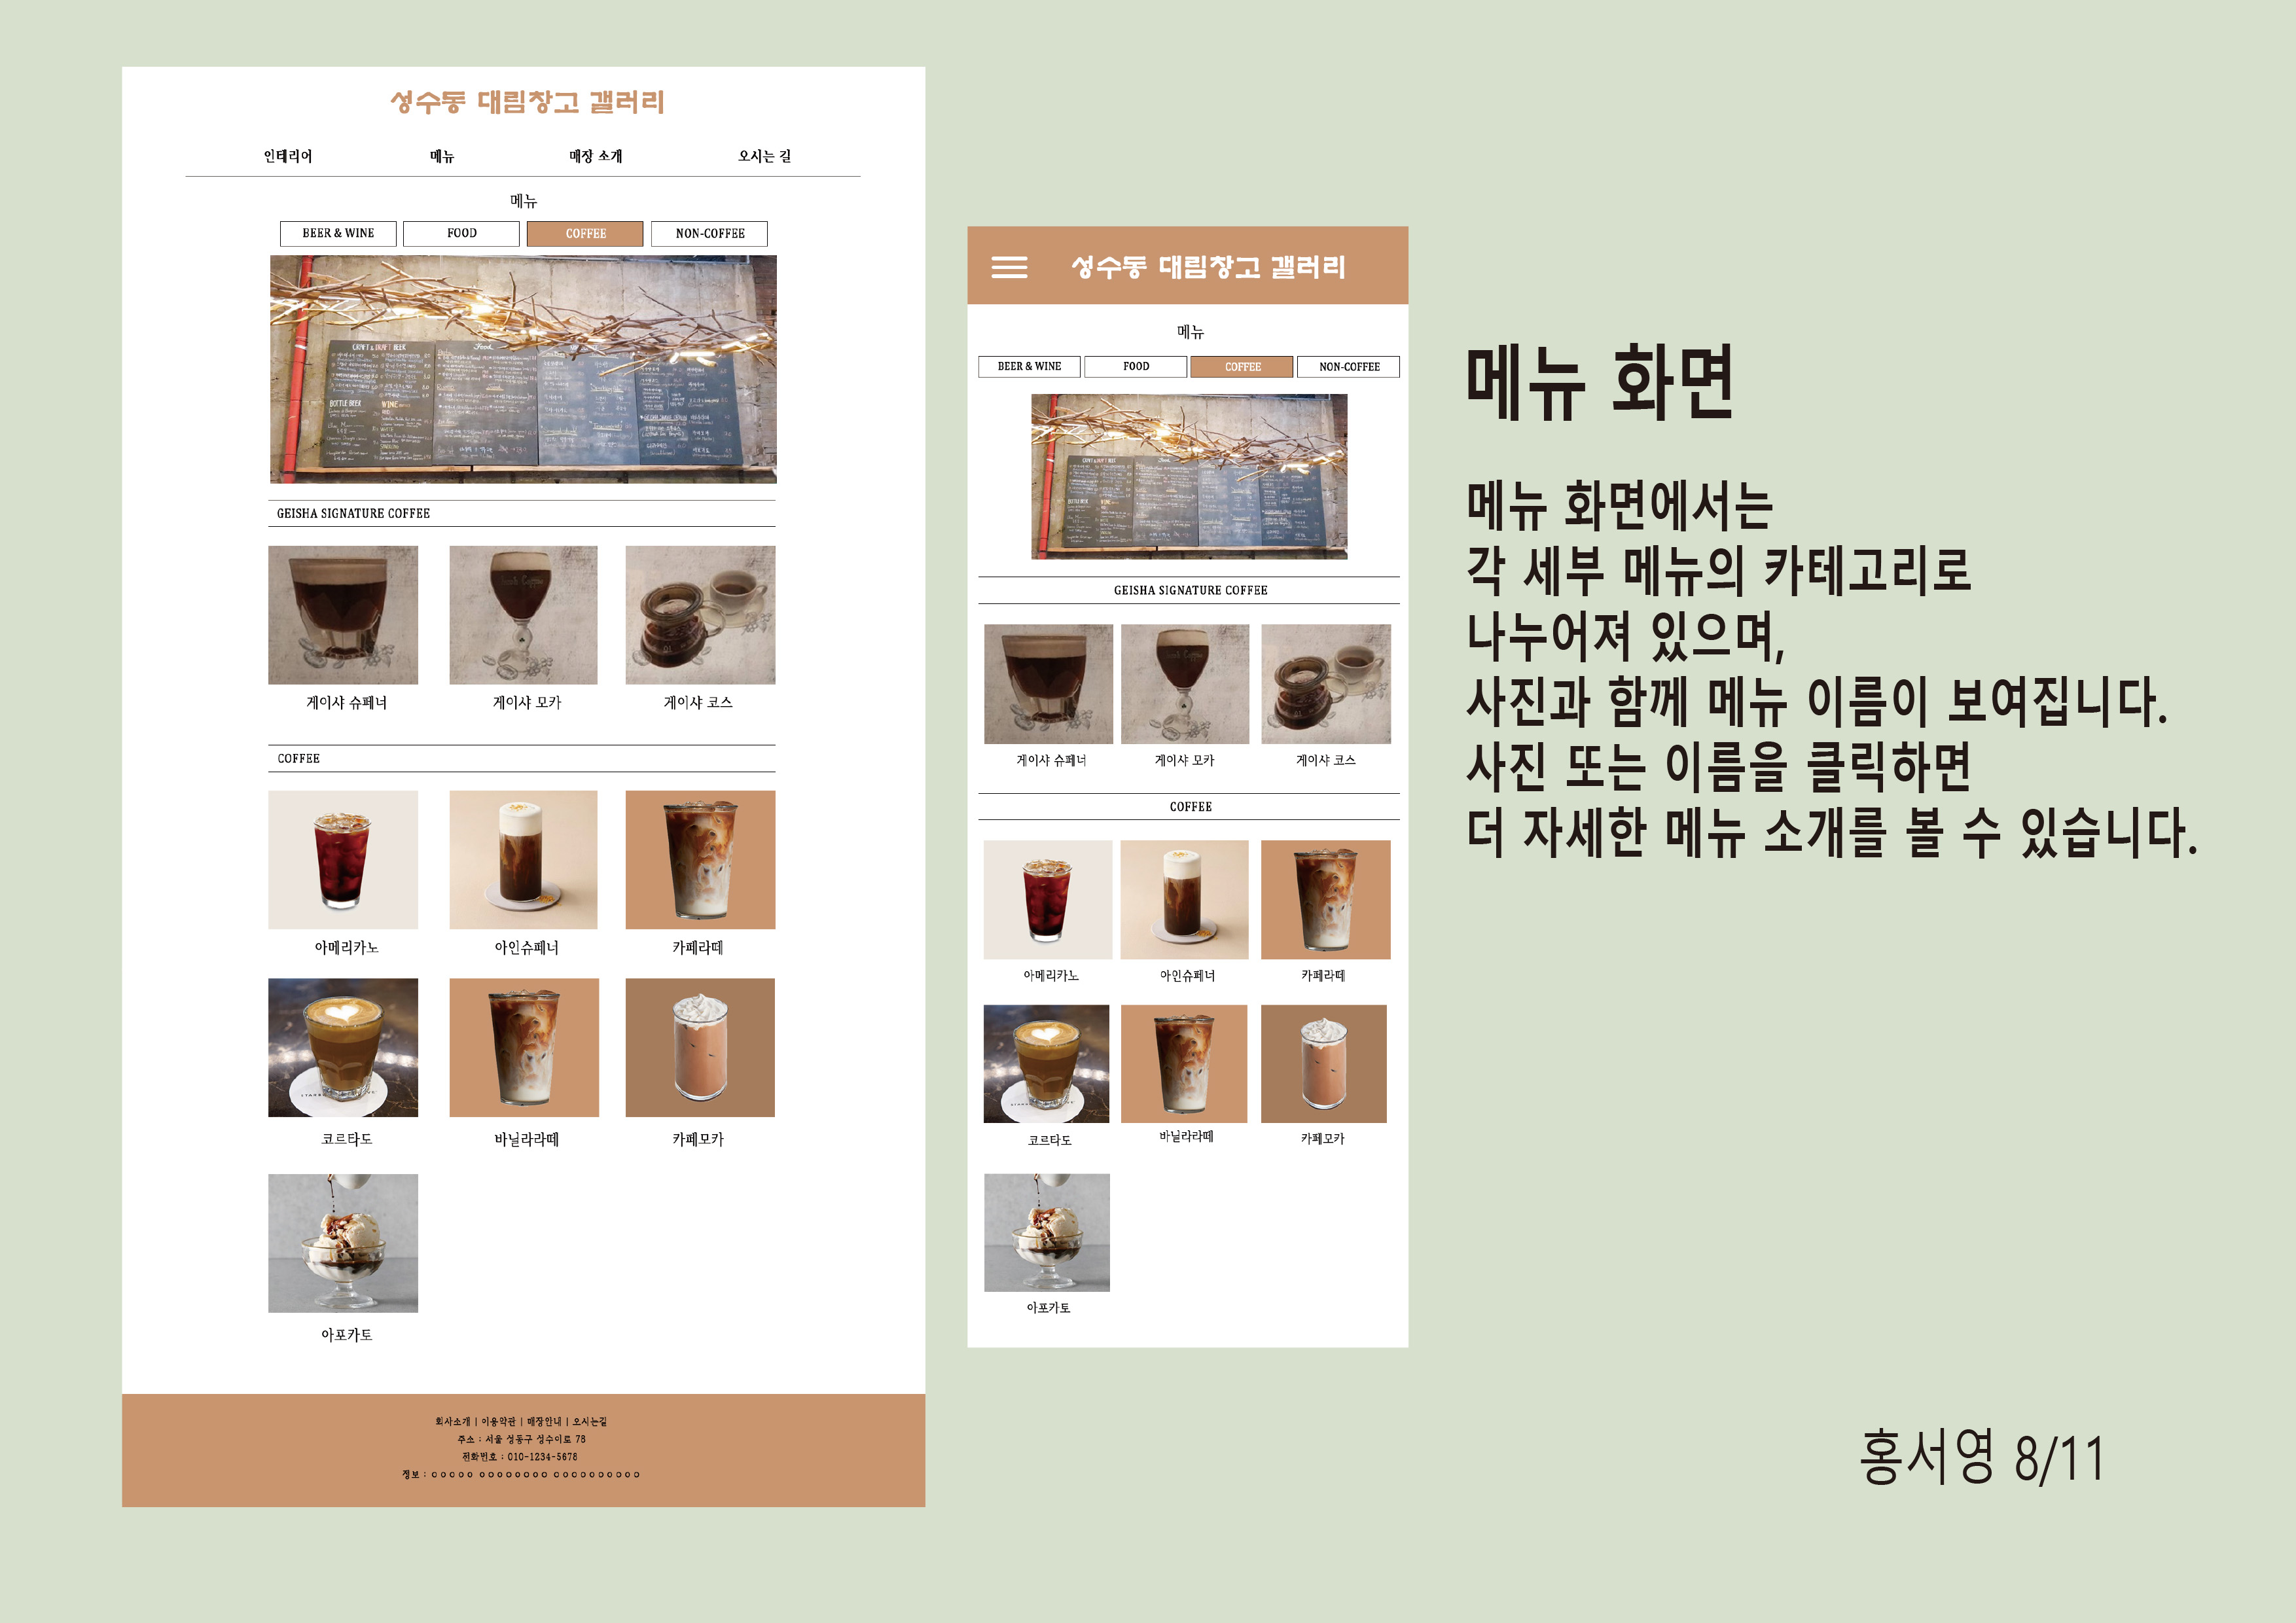 성수동 대림창고 갤러리
인테리어 메뉴 매장 소개 오시는 길
메뉴
BEER & WINE FOOD COFFEE NON-COFFEE
CRAFT & DRAFT BEER
Food
BOTTLE BEER WINE
GEISHA SIGNATURE COFFEE
게이샤 슈페너 게이샤 모카 게이샤 코스
COFFEE
아메리카노 아인슈페너 카페라떼
코르타도 바닐라라떼 카페모카
아포카토
회사소개 | 이용약관 | 매장안내 | 오시는길
주소 : 서울 성동구 성수이로 78
전화번호 : 010-1234-5678
정보 : ㅇㅇㅇㅇㅇ ㅇㅇㅇㅇㅇㅇㅇㅇ ㅇㅇㅇㅇㅇㅇㅇㅇㅇㅇ
성수동 대림창고 갤러리
메뉴
BEER & WINE FOOD COFFEE NON-COFFEE
GEISHA SIGNATURE COFFEE
게이샤 슈페너 게이샤 모카 게이샤 코스
COFFEE
아메리카노 아인슈페너 카페라떼
코르타도 바닐라라떼 카페모카
아포카토
메뉴 화면
메뉴 화면에서는
각 세부 메뉴의 카테고리로
나누어져 있으며,
사진과 함께 메뉴 이름이 보여집니다.
사진 또는 이름을 클릭하면
더 자세한 메뉴 소개를 볼 수 있습니다.
홍서영 8/11